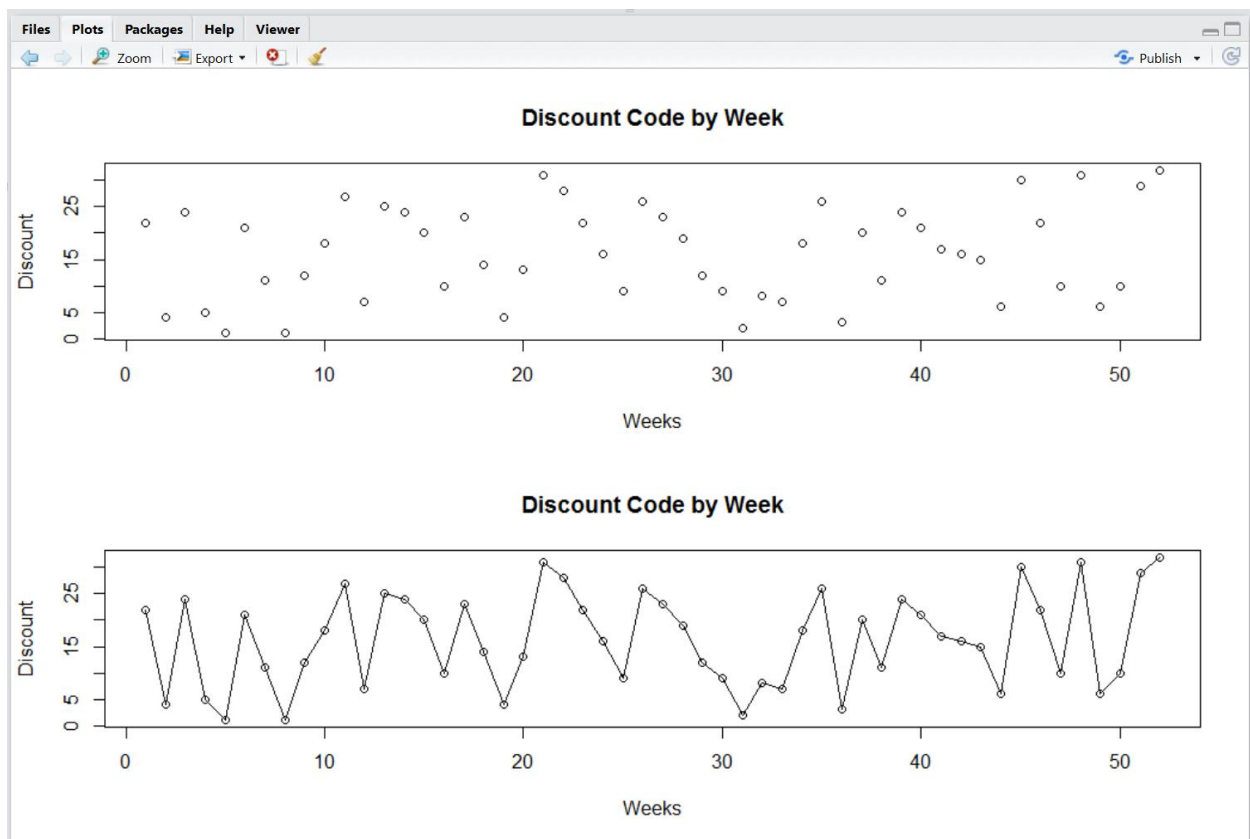 Files Plots Packages Help Viewer
Zoom Export Publish
Discount Code by Week
Discount
25
15
5
0
0 10 20 30 40 50
Weeks
Discount Code by Week
Discount
25
15
5
0
0 10 20 30 40 50
Weeks